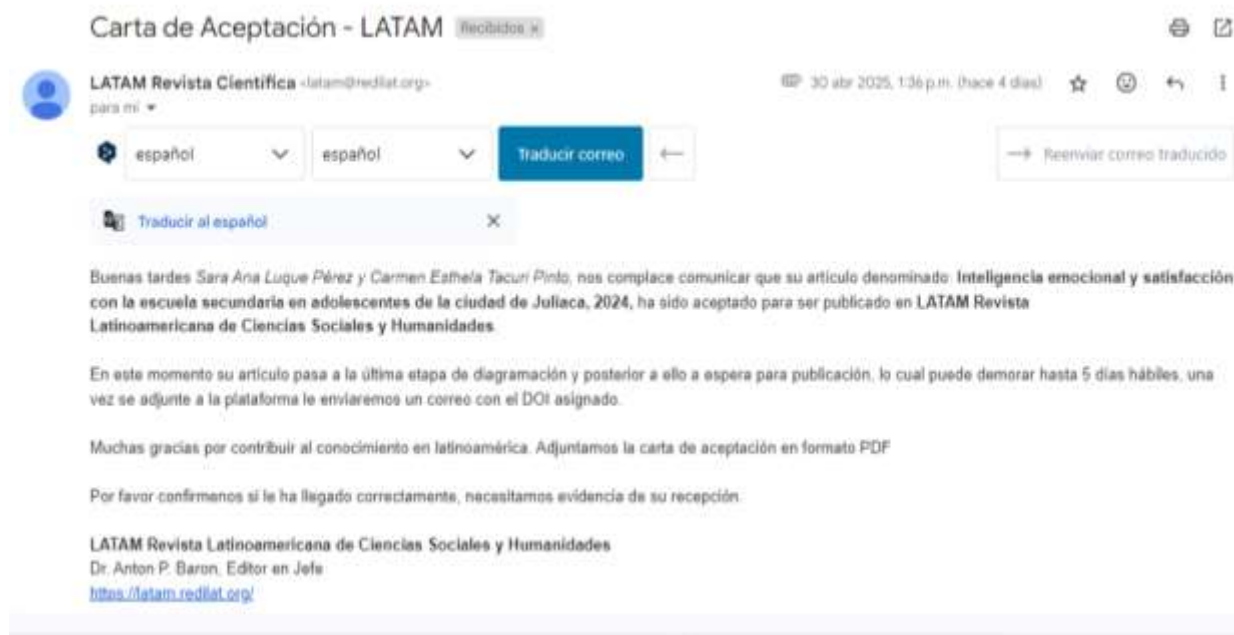 Carta de Aceptación - LATAM Recibidos x
LATAM Revista Científica <latam@redilat.org>
30 abr 2025, 1:36 p.m. (hace 4 días)
para mí
español español Traducir correo Reenviar correo traducido
Traducir al español
Buenas tardes Sara Ana Luque Pérez y Carmen Esthela Tacuri Pinto, nos complace comunicar que su artículo denominado: Inteligencia emocional y satisfacción
con la escuela secundaria en adolescentes de la ciudad de Juliaca, 2024, ha sido aceptado para ser publicado en LATAM Revista
Latinoamericana de Ciencias Sociales y Humanidades.
En este momento su artículo pasa a la última etapa de diagramación y posterior a ello a espera para publicación, lo cual puede demorar hasta 5 días hábiles, una
vez se adjunte a la plataforma le enviaremos un correo con el DOI asignado.
Muchas gracias por contribuir al conocimiento en latinoamérica. Adjuntamos la carta de aceptación en formato PDF
Por favor confirmenos si le ha llegado correctamente, necesitamos evidencia de su recepción.
LATAM Revista Latinoamericana de Ciencias Sociales y Humanidades
Dr. Anton P. Baron, Editor en Jefe
https://latam.redilat.org/